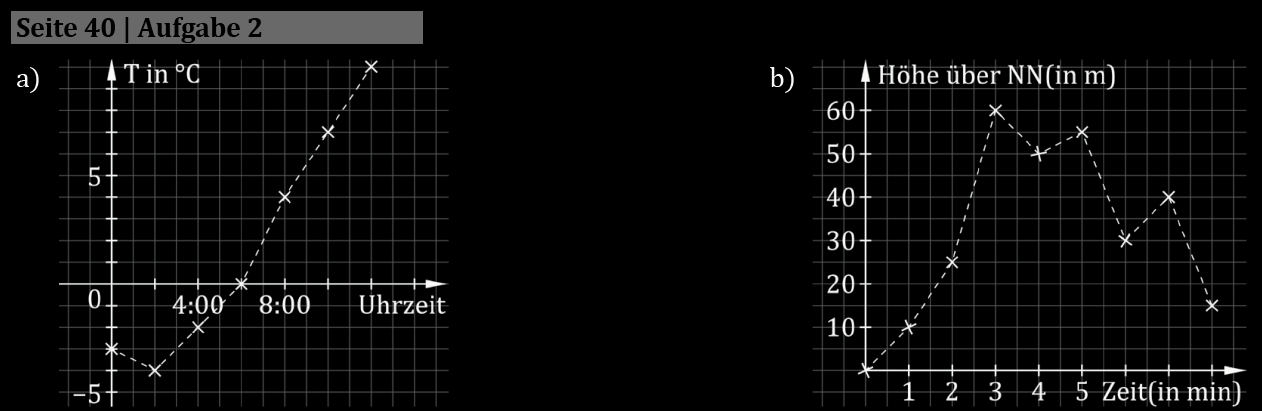 Seite 40 | Aufgabe 2
a)
T in °C
5
0
4:00
8:00
Uhrzeit
−5
b)
Höhe über NN(in m)
60
50
40
30
20
10
1 2 3 4 5 Zeit(in min)